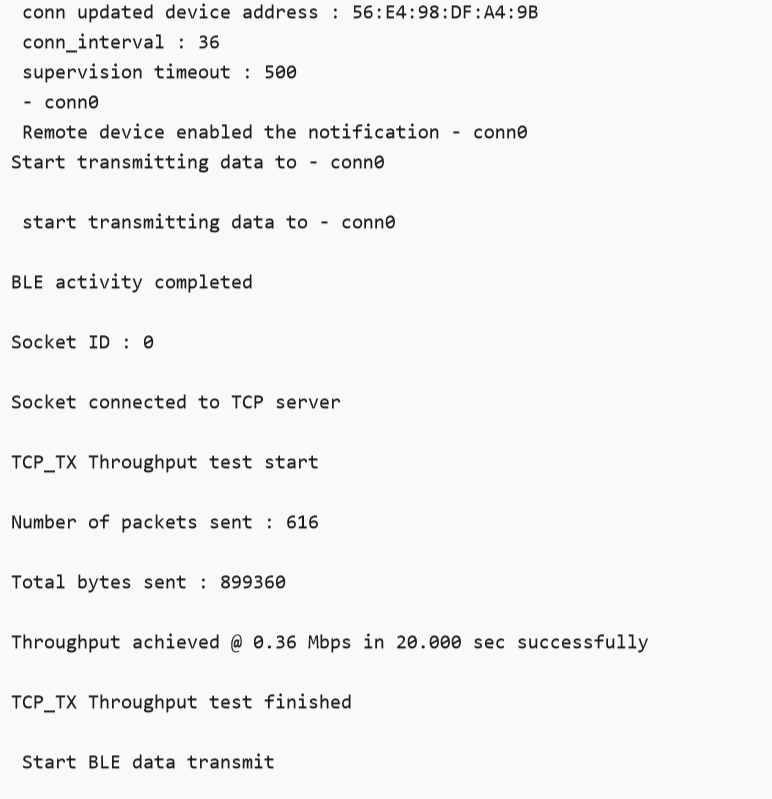 conn updated device address : 56:E4:98:DF:A4:9B
conn_interval : 36
supervision timeout : 500
- conn0
Remote device enabled the notification - conn0
Start transmitting data to - conn0
start transmitting data to - conn0
BLE activity completed
Socket ID : 0
Socket connected to TCP server
TCP_TX Throughput test start
Number of packets sent : 616
Total bytes sent : 899360
Throughput achieved @ 0.36 Mbps in 20.000 sec successfully
TCP_TX Throughput test finished
Start BLE data transmit